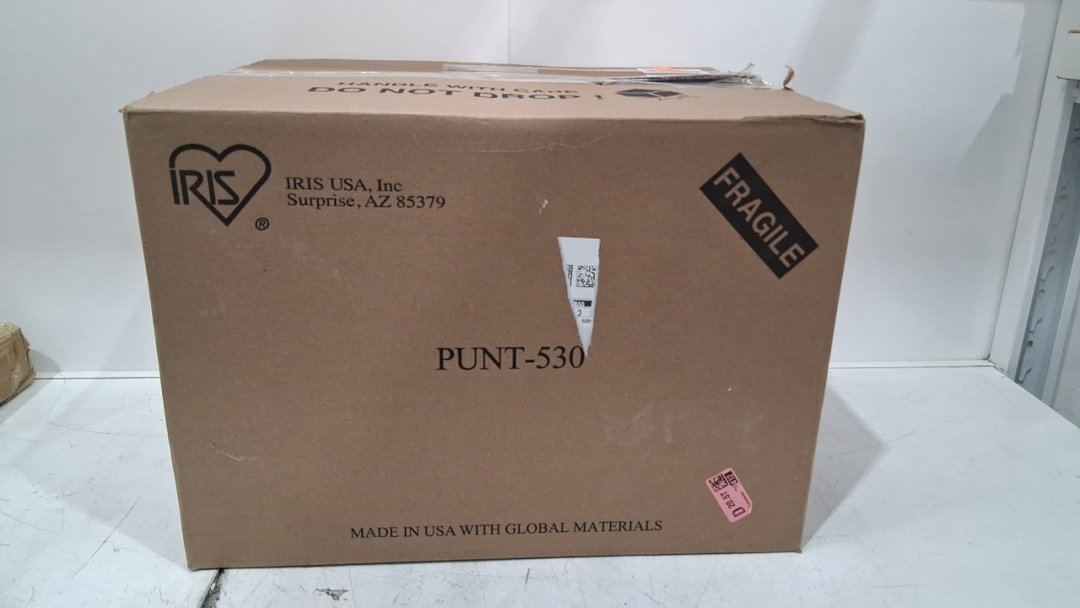 HANDLE WITH CARE
DO NOT DROP!
IRIS
®
IRIS USA, Inc
Surprise, AZ 85379
FRAGILE
PUNT-530
MADE IN USA WITH GLOBAL MATERIALS